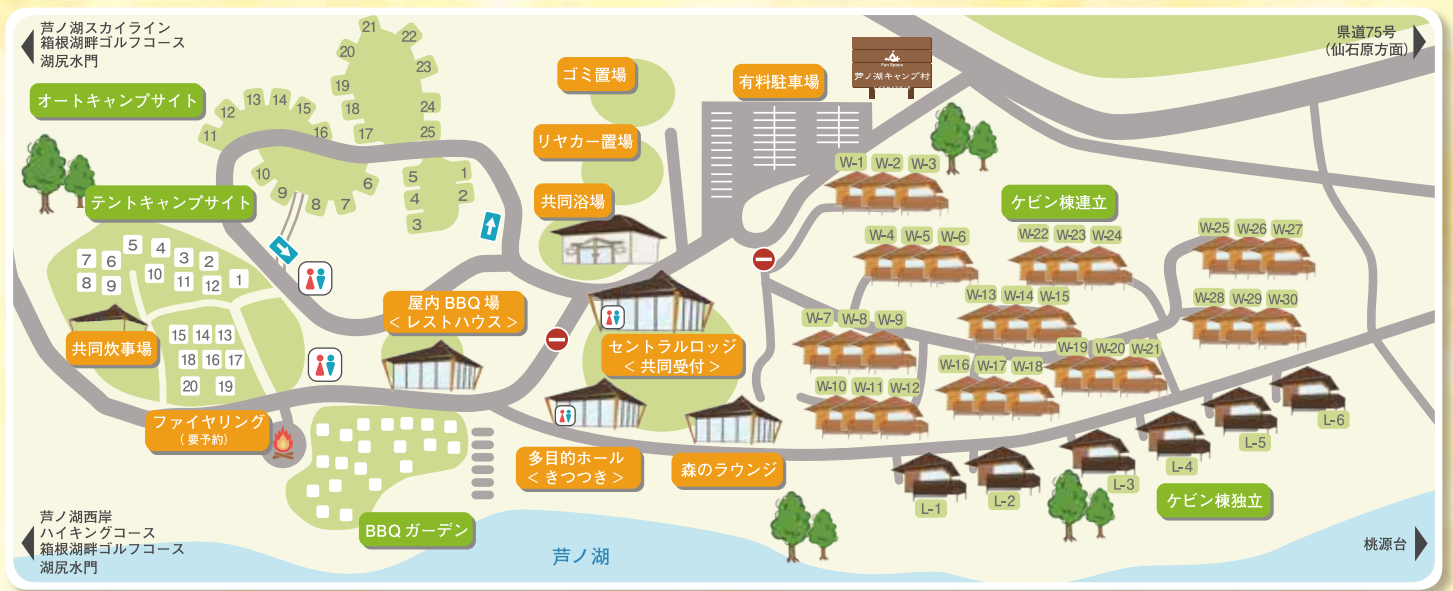 芦ノ湖スカイライン
箱根湖畔ゴルフコース
湖尻水門
県道75号
(仙石原方面)
Fun Space
芦ノ湖キャンプ村
オートキャンプサイト
ゴミ置場
有料駐車場
リヤカー置場
共同浴場
21
22
20
23
19
18
24
17
25
13
14
12
15
11
16
10
9
8
7
6
5
1
4
2
3
テントキャンプサイト
5
4
3
2
7
6
10
11
12
1
8
9
共同炊事場
15
14
13
18
16
17
20
19
屋内BBQ場
<レストハウス>
セントラルロッジ
<共同受付>
ファイヤリング
(要予約)
多目的ホール
<きつつき>
森のラウンジ
BBQガーデン
ケビン棟連立
W-1
W-2
W-3
W-4
W-5
W-6
W-22
W-23
W-24
W-25
W-26
W-27
W-13
W-14
W-15
W-28
W-29
W-30
W-7
W-8
W-9
W-19
W-20
W-21
W-16
W-17
W-18
W-10
W-11
W-12
L-6
L-5
L-4
L-3
L-2
L-1
ケビン棟独立
芦ノ湖西岸
ハイキングコース
箱根湖畔ゴルフコース
湖尻水門
芦ノ湖
桃源台